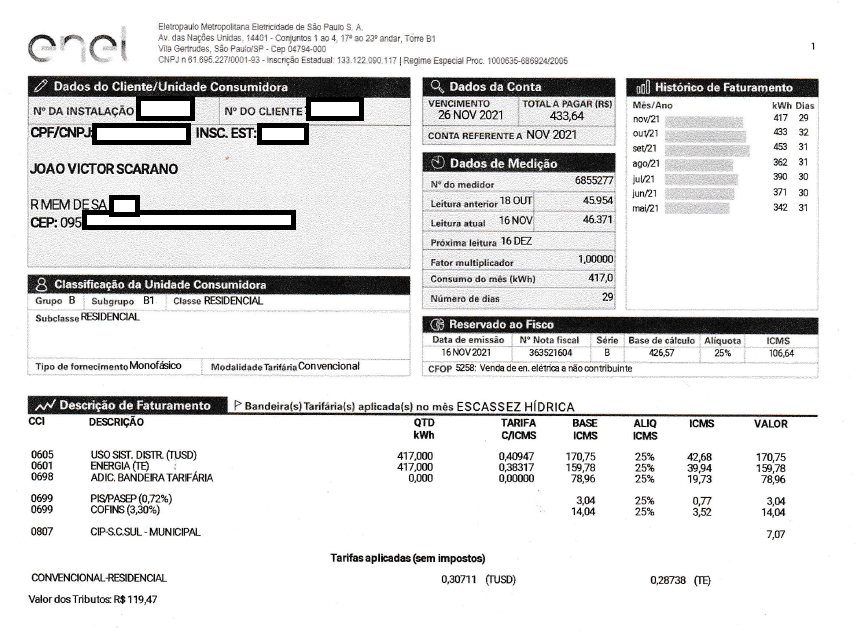 enel
Eletropaulo Metropolitana Eletricidade de São Paulo S. A.
Av. das Nações Unidas, 14401 - Conjuntos 1 ao 4, 17º ao 23º andar, Torre B1
Vila Gertrudes, São Paulo/SP - Cep 04794-000
CNPJ n 61.695.227/0001-93 - Inscrição Estadual: 133.122.090.117 | Regime Especial Proc. 1000635-686924/2005
1
Dados do Cliente/Unidade Consumidora
Nº DA INSTALAÇÃO Nº DO CLIENTE
CPF/CNPJ: INSC. EST:
JOAO VICTOR SCARANO
R MEM DE SA
CEP: 095
Classificação da Unidade Consumidora
Grupo B Subgrupo B1 Classe RESIDENCIAL
Subclasse RESIDENCIAL
Tipo de fornecimento Monofásico Modalidade Tarifária Convencional
Dados da Conta
VENCIMENTO TOTAL A PAGAR (R$)
26 NOV 2021 433,64
CONTA REFERENTE A NOV 2021
Dados de Medição
Nº do medidor 6855277
Leitura anterior 18 OUT 45.954
Leitura atual 16 NOV 46.371
Próxima leitura 16 DEZ
Fator multiplicador 1,00000
Consumo do mês (kWh) 417,0
Número de dias 29
Histórico de Faturamento
Mês/Ano kWh Dias
nov/21 417 29
out/21 433 32
set/21 453 31
ago/21 362 31
jul/21 390 30
jun/21 371 30
mai/21 342 31
Reservado ao Fisco
Data de emissão Nº Nota fiscal Série Base de cálculo Alíquota ICMS
16 NOV 2021 363521604 B 426,57 25% 106,64
CFOP 5258: Venda de en. elétrica a não contribuinte
Descrição de Faturamento Bandeira(s) Tarifária(s) aplicada(s) no mês ESCASSEZ HÍDRICA
CCI DESCRIÇÃO QTD TARIFA BASE ALIQ ICMS VALOR
kWh C/ICMS ICMS ICMS
0605 USO SIST. DISTR. (TUSD) 417,000 0,40947 170,75 25% 42,68 170,75
0601 ENERGIA (TE) 417,000 0,38317 159,78 25% 39,94 159,78
0698 ADIC. BANDEIRA TARIFÁRIA 0,000 0,00000 78,96 25% 19,73 78,96
0699 PIS/PASEP (0,72%) 3,04 25% 0,77 3,04
0699 COFINS (3,30%) 14,04 25% 3,52 14,04
0807 CIP-S.C.SUL - MUNICIPAL 7,07
Tarifas aplicadas (sem impostos)
CONVENCIONAL-RESIDENCIAL 0,30711 (TUSD) 0,28738 (TE)
Valor dos Tributos: R$ 119,47